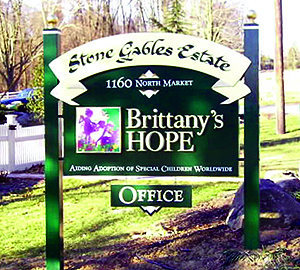 Stone Gables Estate
1160 North Market
Brittany's
HOPE
Aiding Adoption of Special Children Worldwide
Office